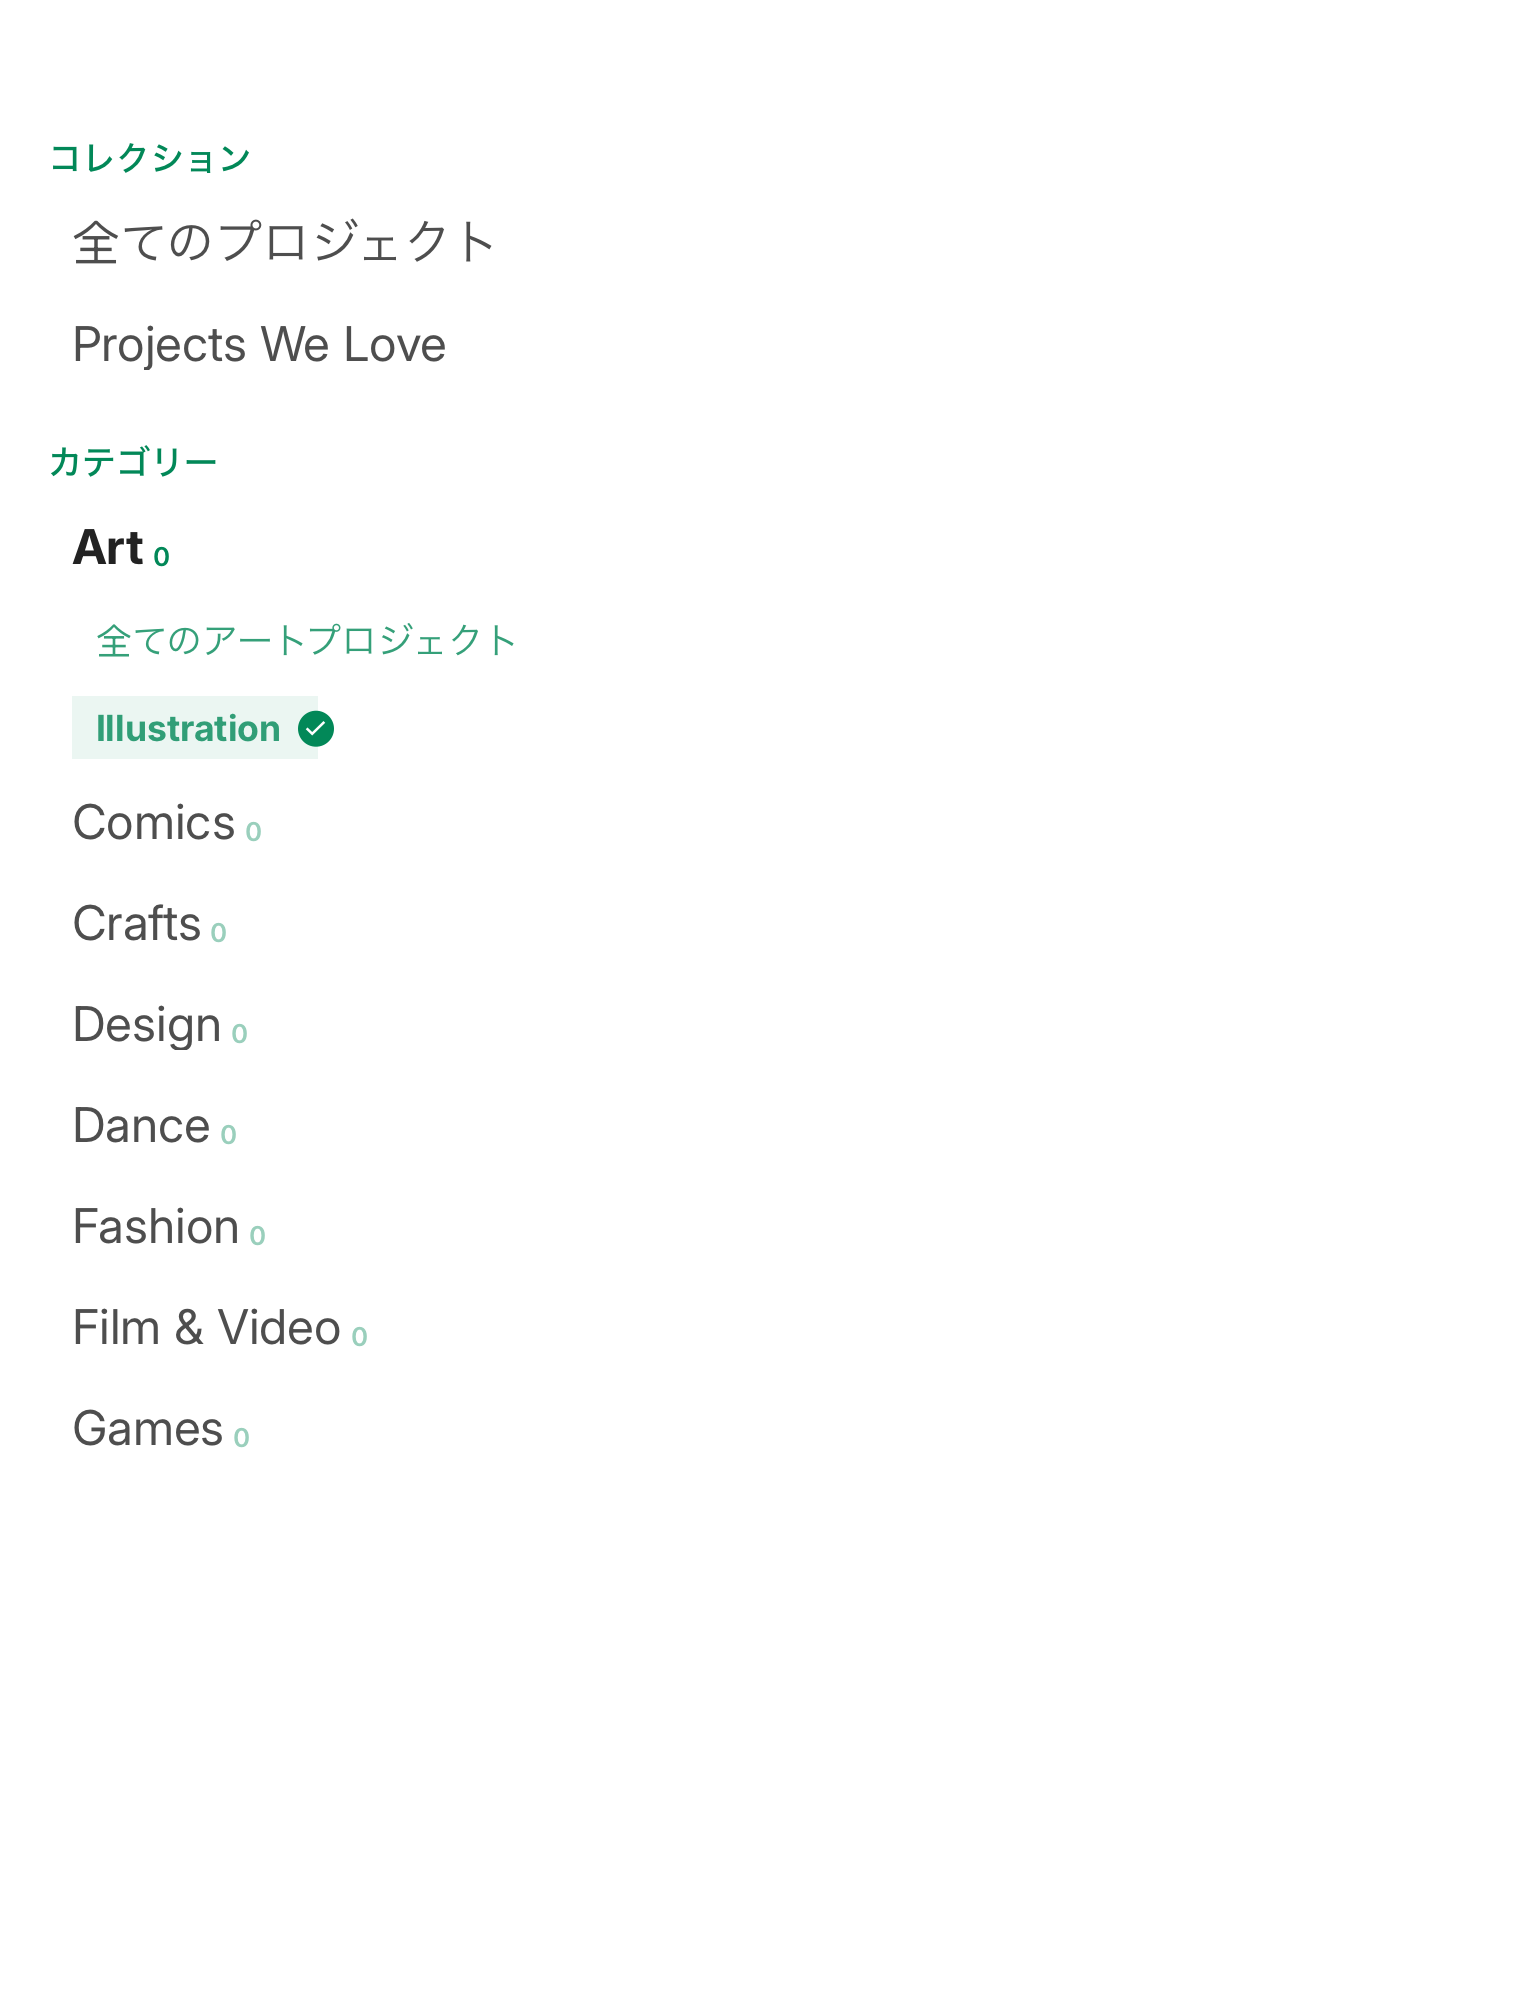 コレクション
全てのプロジェクト
Projects We Love
カテゴリー
Art 0
全てのアートプロジェクト
Illustration
Comics 0
Crafts 0
Design 0
Dance 0
Fashion 0
Film & Video 0
Games 0